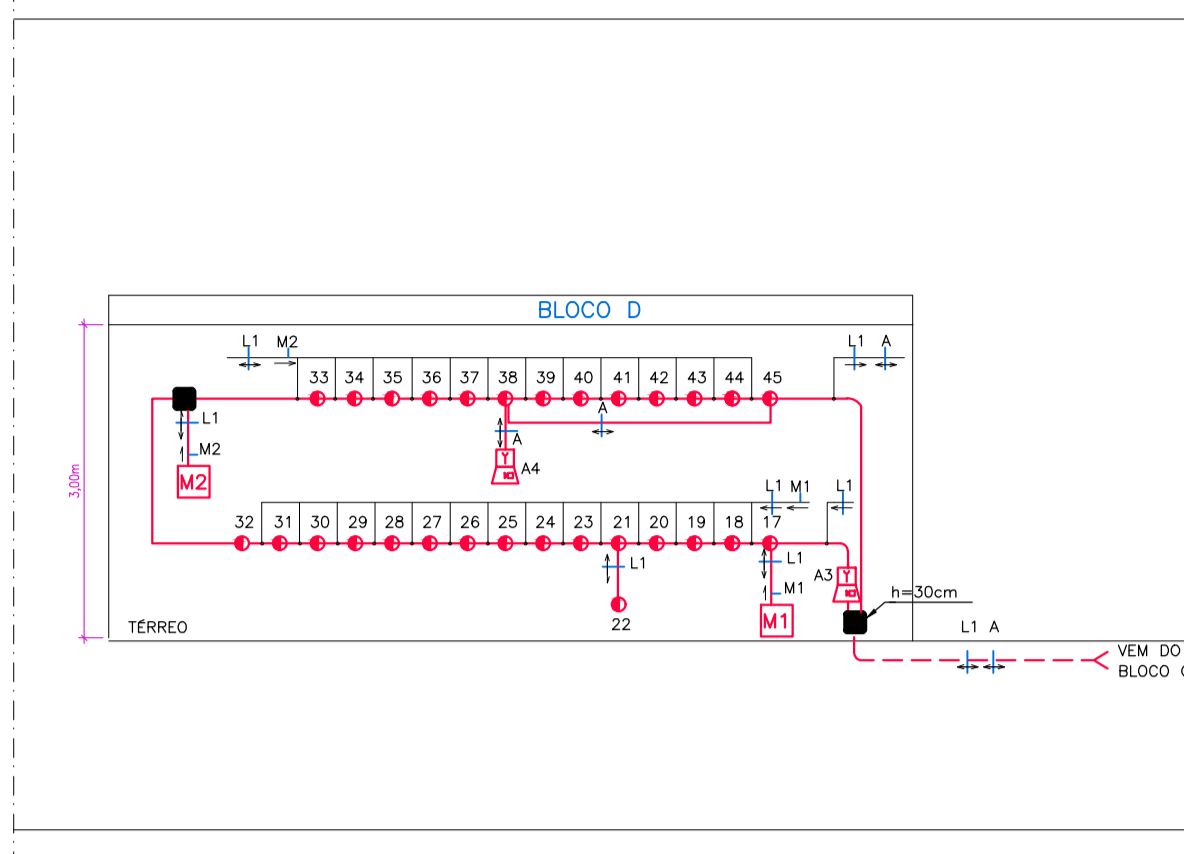 BLOCO D
L1 M2 L1 A
33 34 35 36 37 38 39 40 41 42 43 44 45
L1 A A
M2 A4
M2
3,00m
L1 M1 L1
32 31 30 29 28 27 26 25 24 23 21 20 19 18 17
L1 L1 A3
M1 h=30cm
22 M1
TÉRREO L1 A
VEM DO
BLOCO